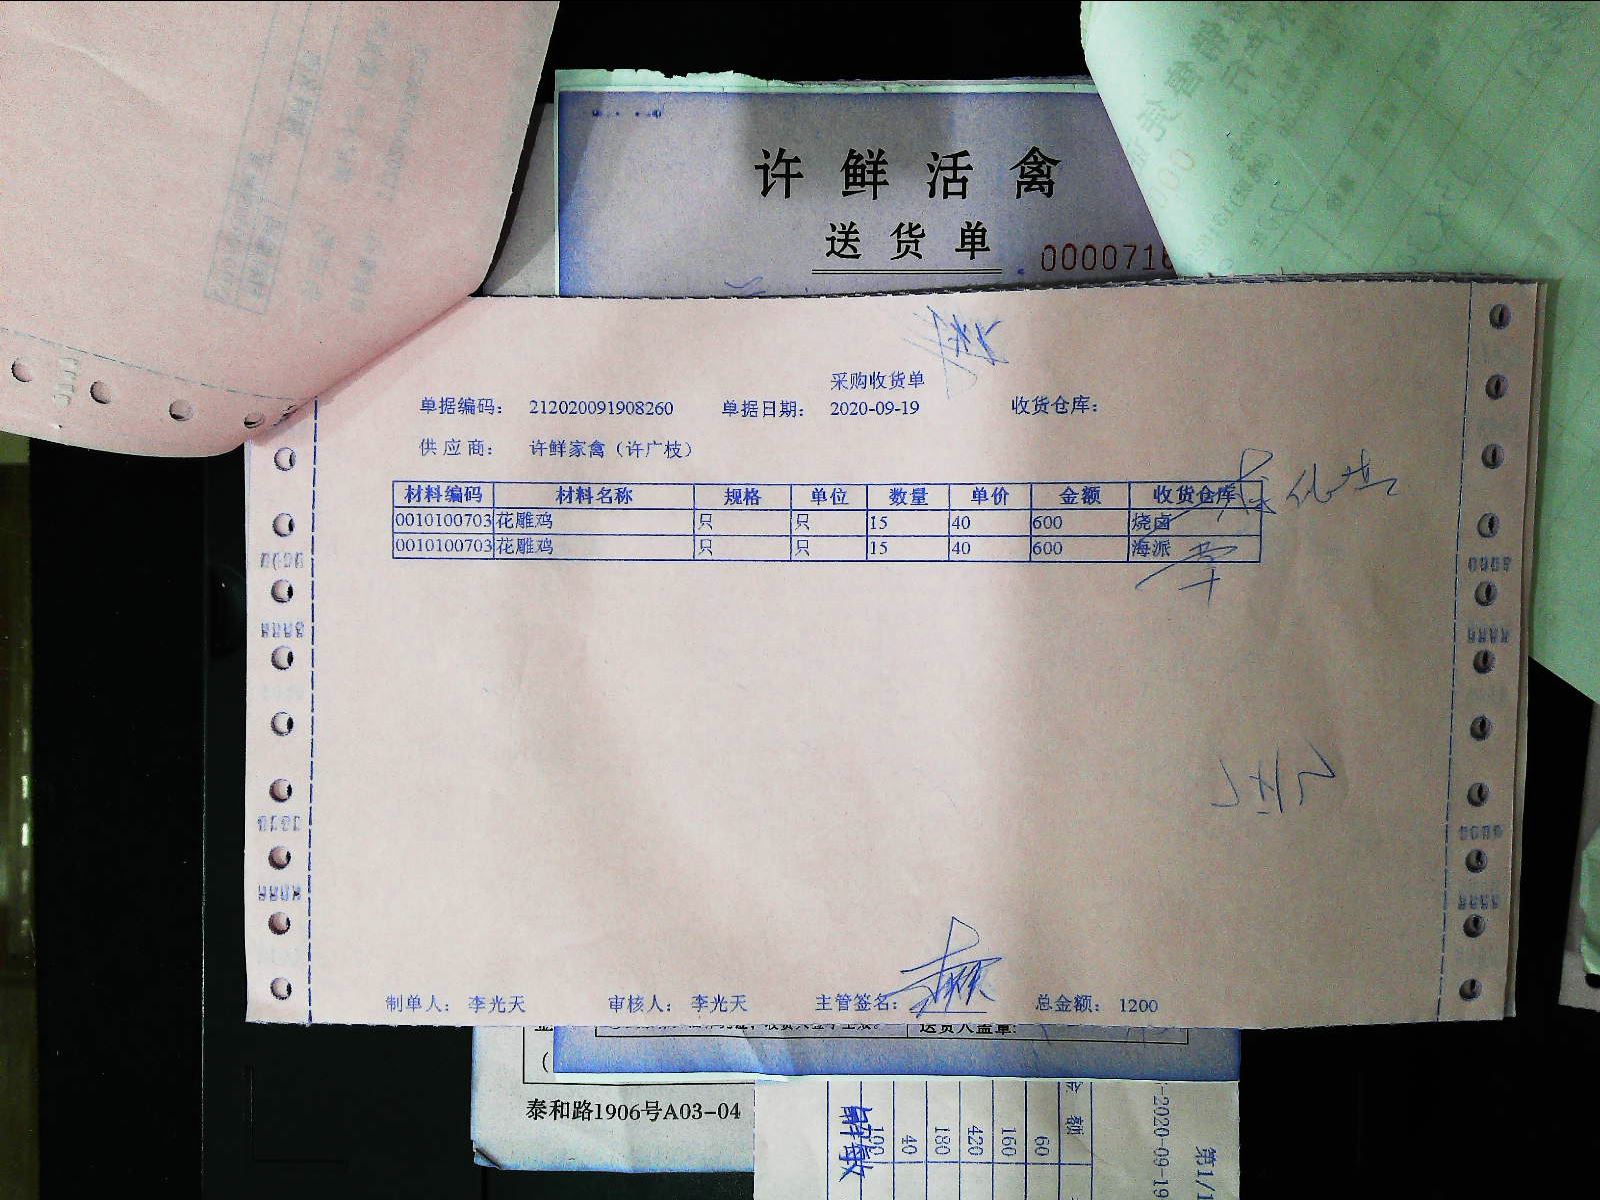 许鲜活禽
送货单
采购收货单
单据编码： 212020091908260 单据日期： 2020-09-19 收货仓库：
供应商： 许鲜家禽（许广枝）
材料编码 材料名称 规格 单位 数量 单价 金额 收货仓库
0010100703 花雕鸡 只 只 15 40 600 烧卤
0010100703 花雕鸡 只 只 15 40 600 海派
制单人： 李光天 审核人： 李光天 主管签名： 总金额： 1200
送货人盖章:
泰和路1906号A03-04
额
60
160
420
180
40
-2020-09-19